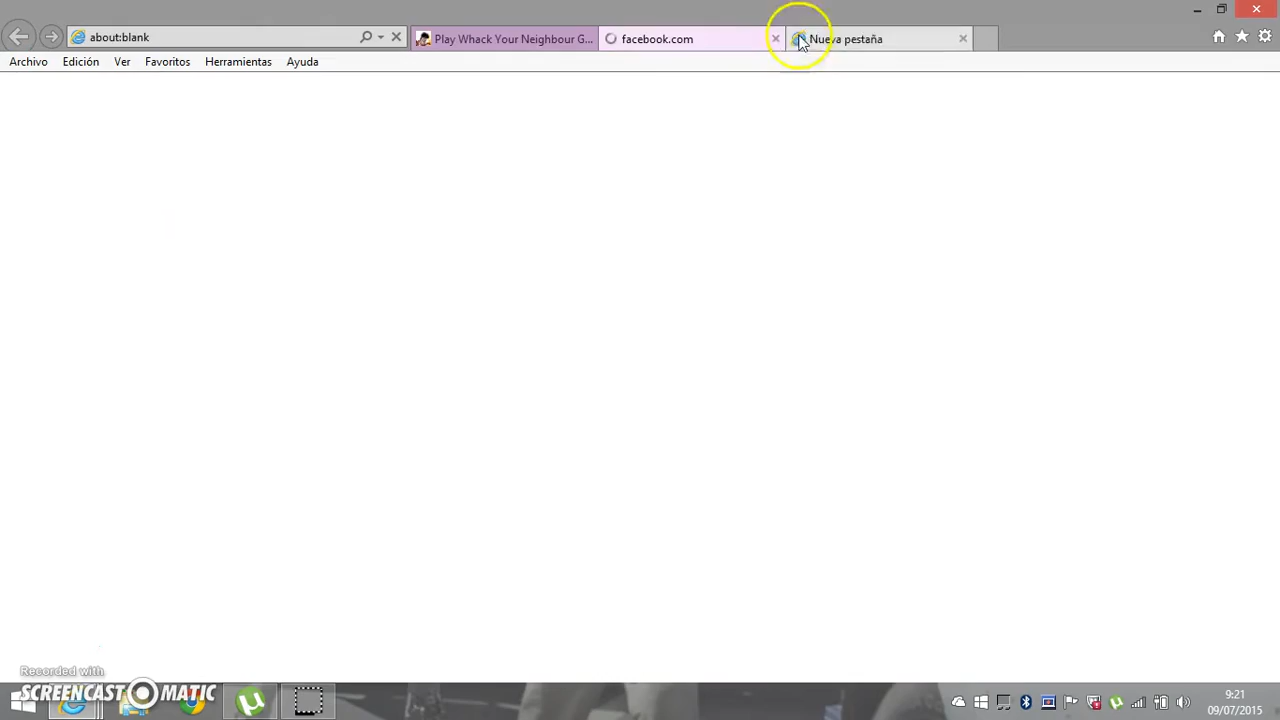 about:blank
Play Whack Your Neighbour G...
facebook.com
Nueva pestaña
Archivo Edición Ver Favoritos Herramientas Ayuda
Recorded with
SCREENCAST MATIC
9:21
09/07/2015